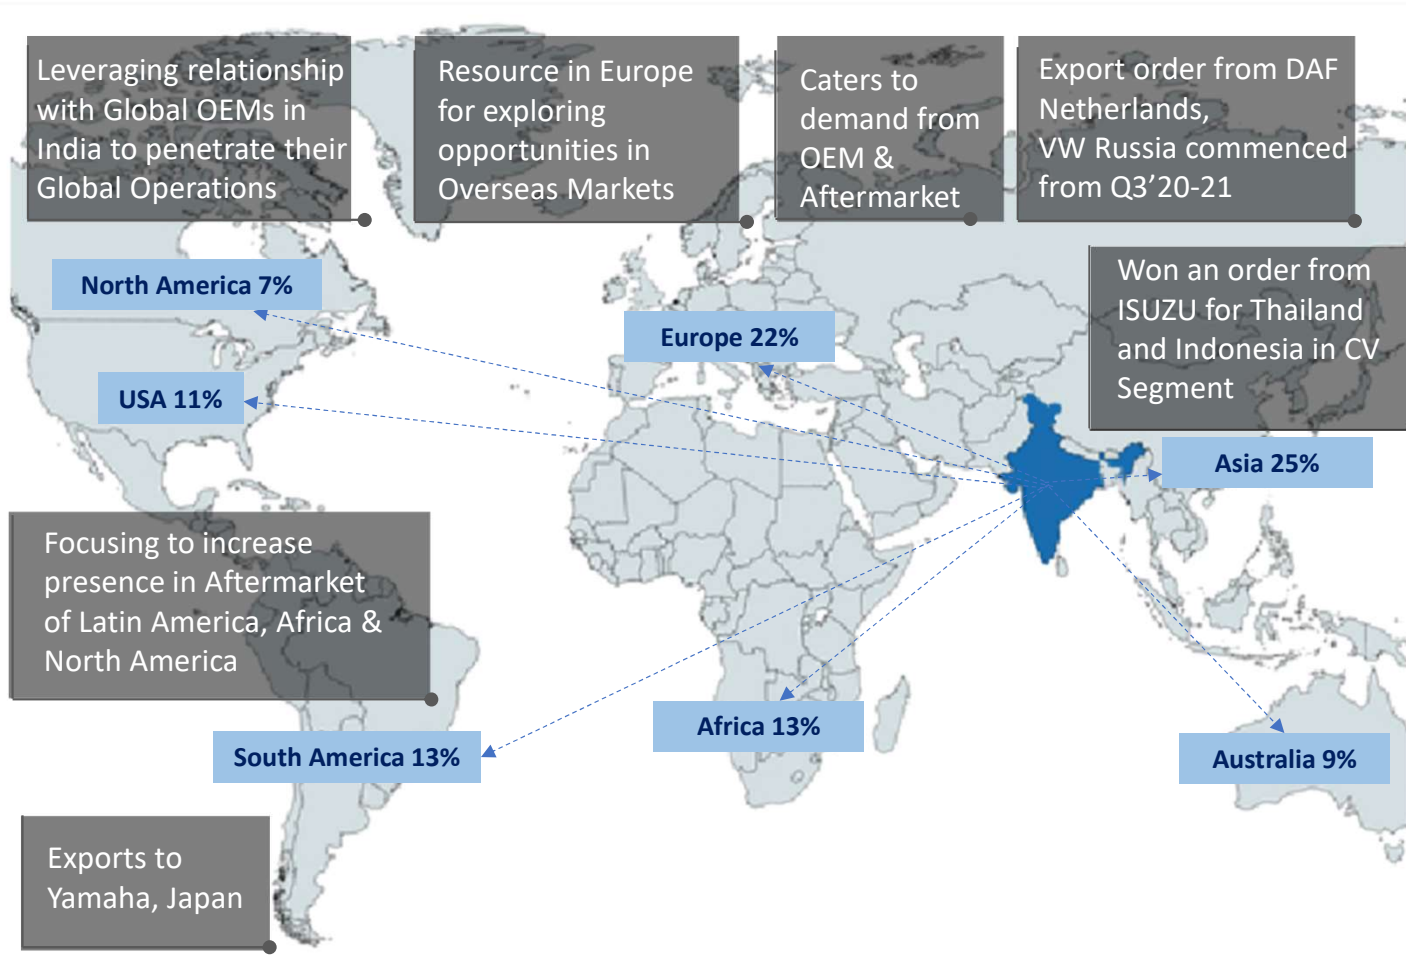 Leveraging relationship
with Global OEMs in
India to penetrate their
Global Operations
Resource in Europe
for exploring
opportunities in
Overseas Markets
Caters to
demand from
OEM &
Aftermarket
Export order from DAF
Netherlands,
VW Russia commenced
from Q3’20-21
Won an order from
ISUZU for Thailand
and Indonesia in CV
Segment
North America 7%
Europe 22%
USA 11%
Asia 25%
Focusing to increase
presence in Aftermarket
of Latin America, Africa &
North America
Africa 13%
South America 13%
Australia 9%
Exports to
Yamaha, Japan